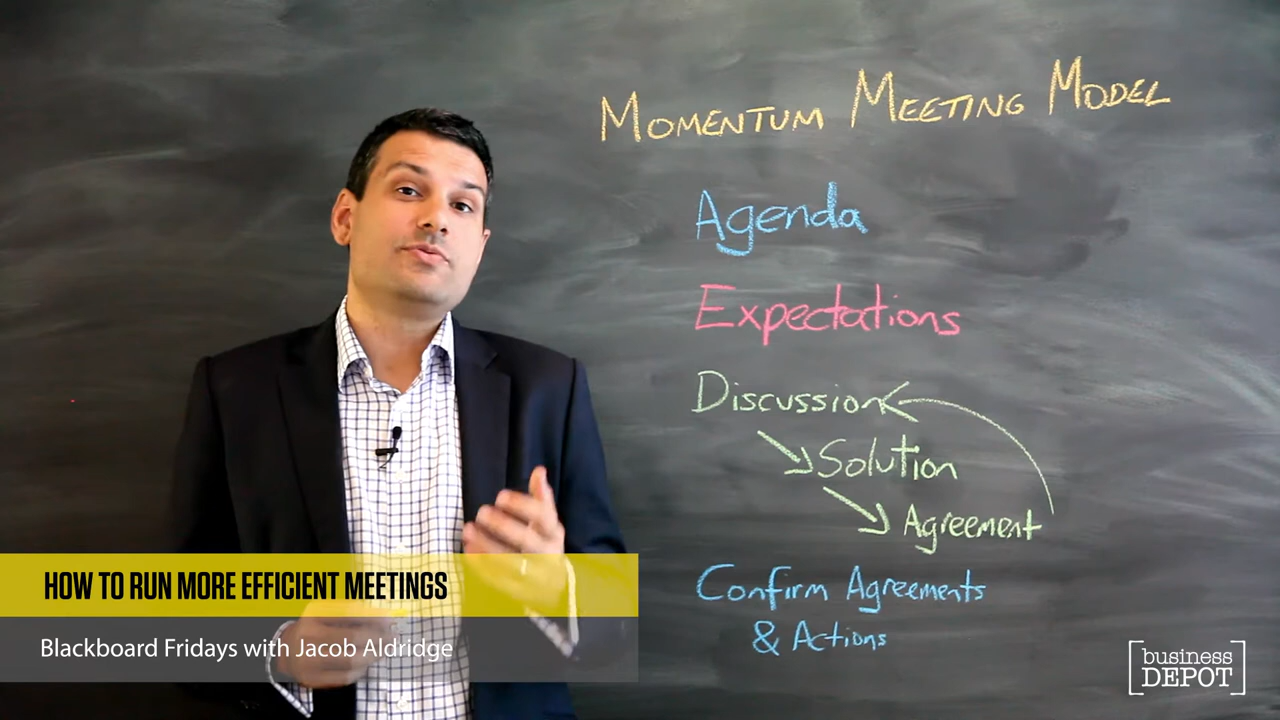 MOMENTUM MEETING MODEL
Agenda
Expectations
Discussion
Solution
Agreement
Confirm Agreements
& Actions
HOW TO RUN MORE EFFICIENT MEETINGS
Blackboard Fridays with Jacob Aldridge
business
DEPOT